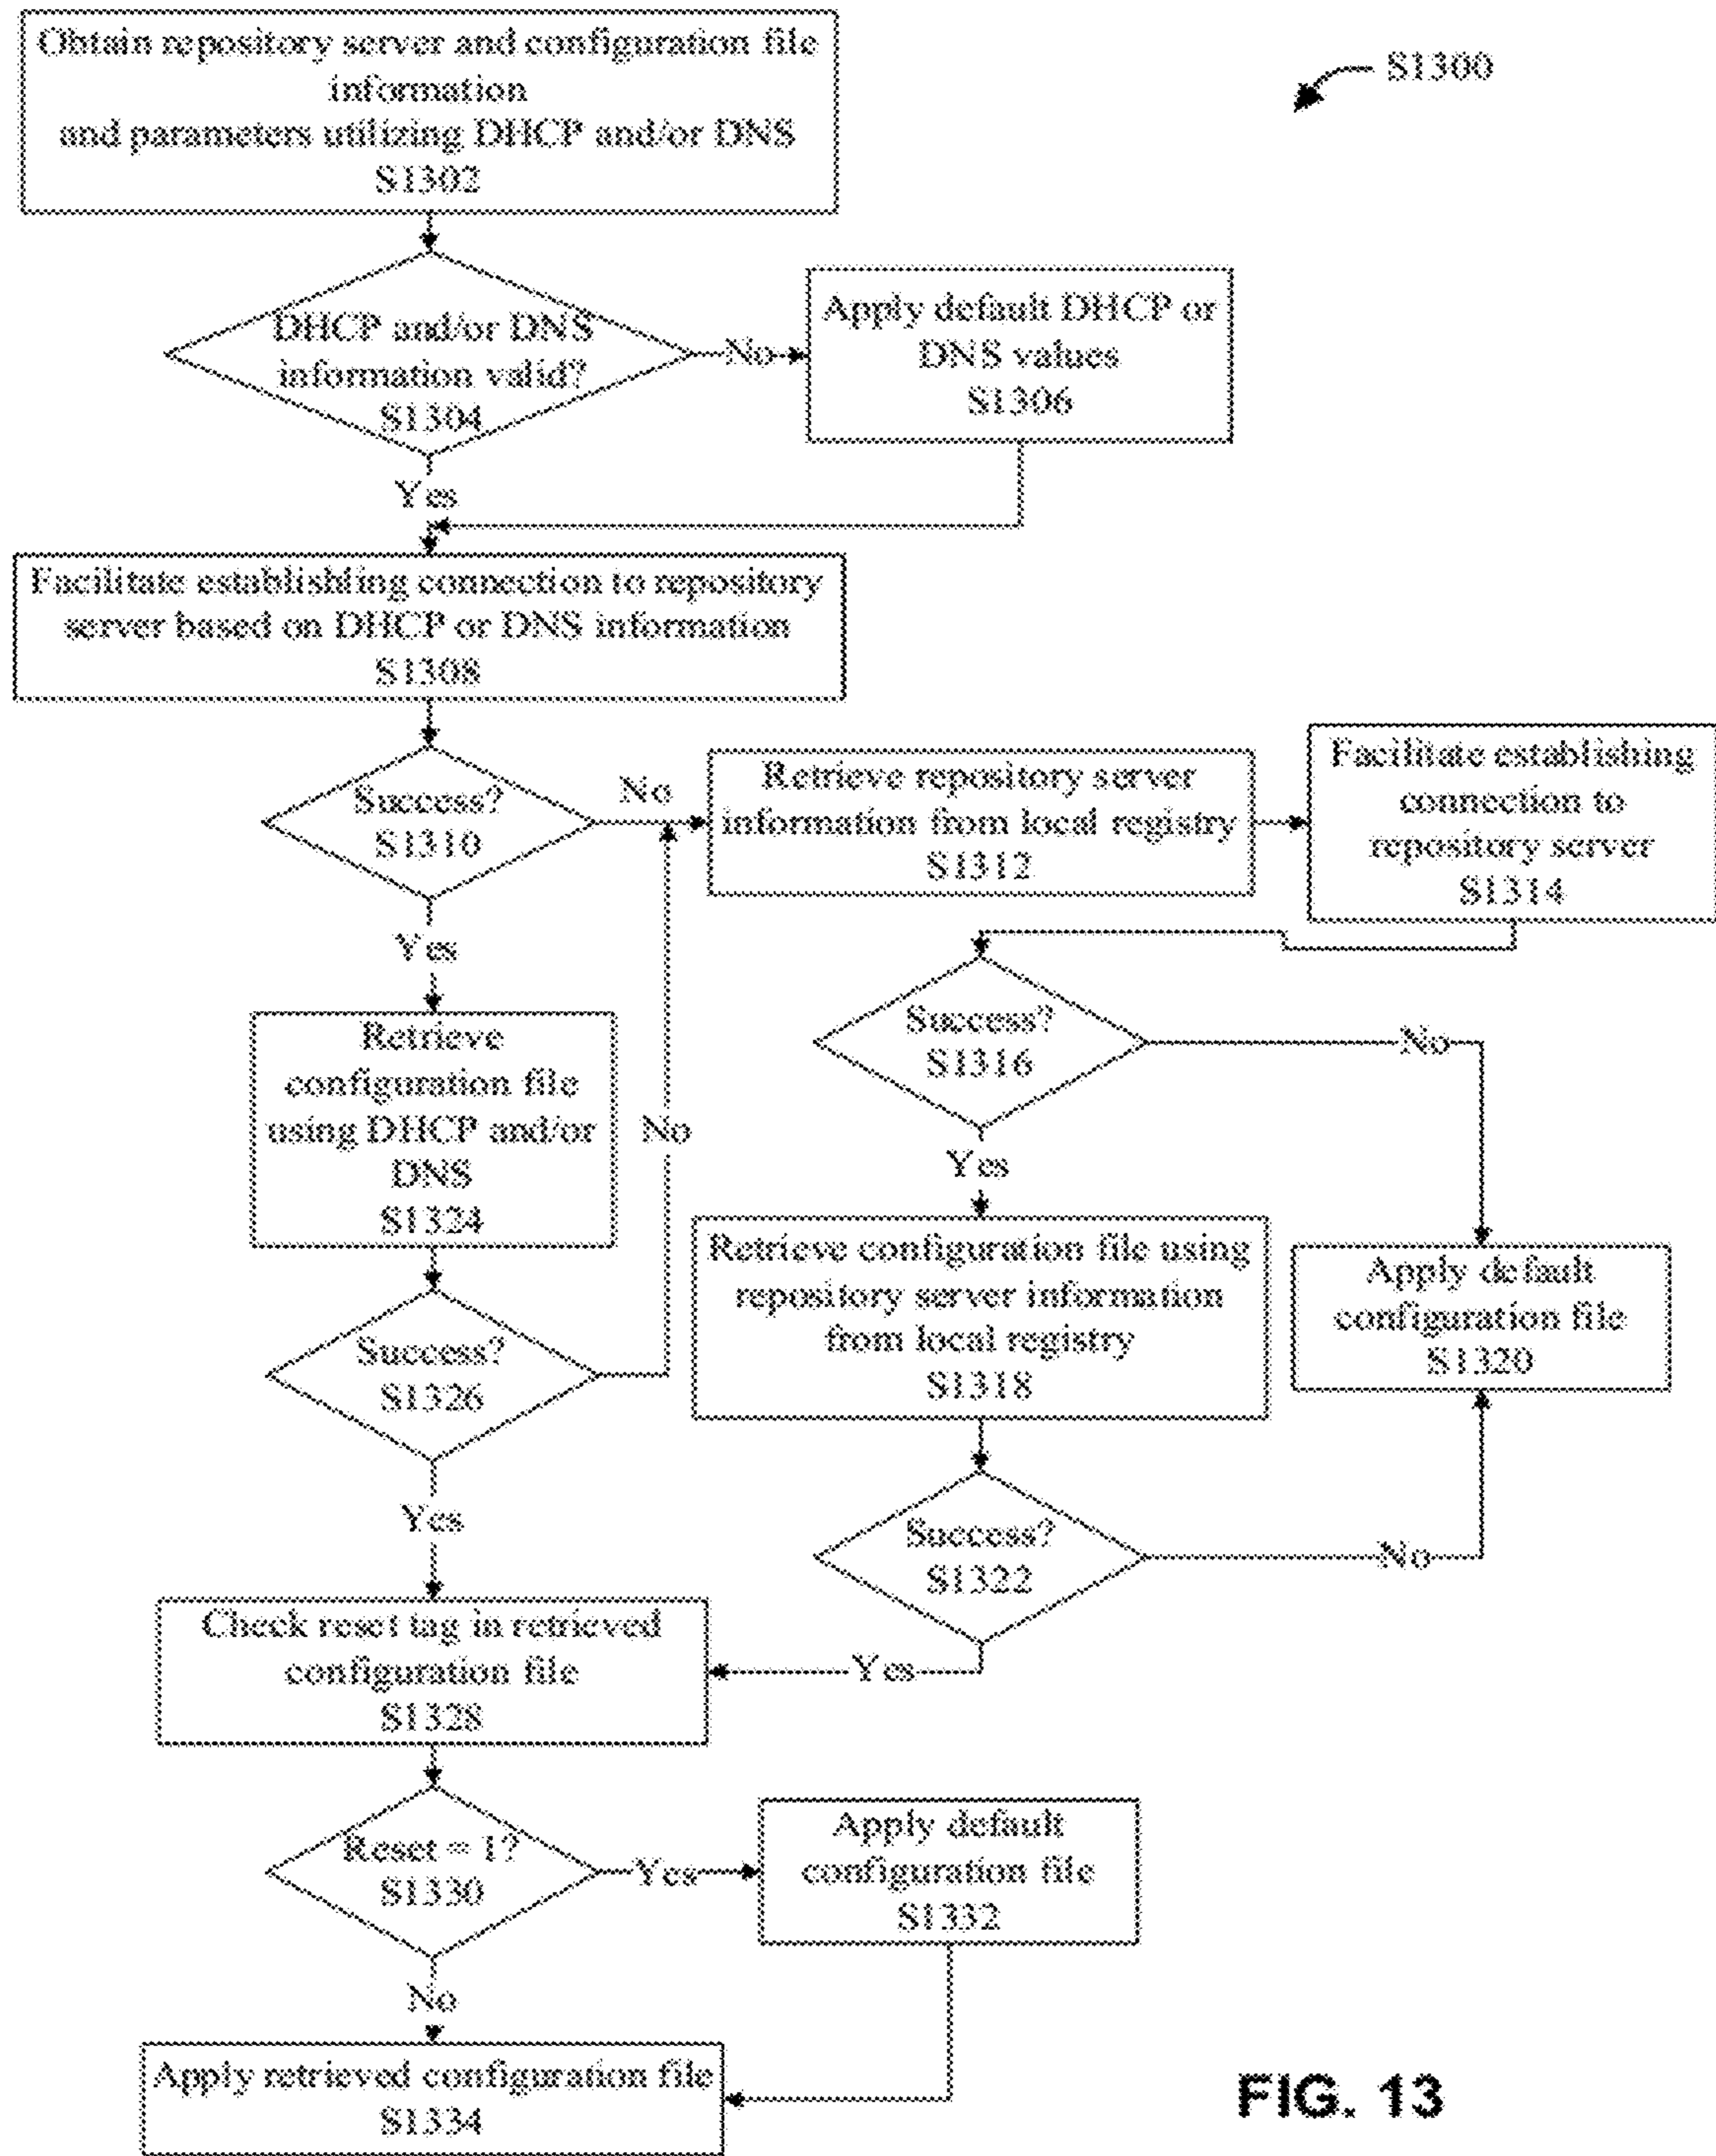 Obtain repository server and configuration file
information
and parameters utilizing DHCP and/or DNS
S1302
S1300
DHCP and/or DNS
information valid?
S1304
No
Apply default DHCP or
DNS values
S1306
Yes
Facilitate establishing connection to repository
server based on DHCP or DNS information
S1308
Success?
S1310
No
Retrieve repository server
information from local registry
S1312
Facilitate establishing
connection to
repository server
S1314
Yes
Retrieve
configuration file
using DHCP and/or
DNS
S1324
No
Success?
S1316
No
Yes
Retrieve configuration file using
repository server information
from local registry
S1318
Apply default
configuration file
S1320
Success?
S1326
Yes
Success?
S1322
No
Yes
Check reset tag in retrieved
configuration file
S1328
Reset = 1?
S1330
Yes
Apply default
configuration file
S1332
No
Apply retrieved configuration file
S1334
FIG. 13